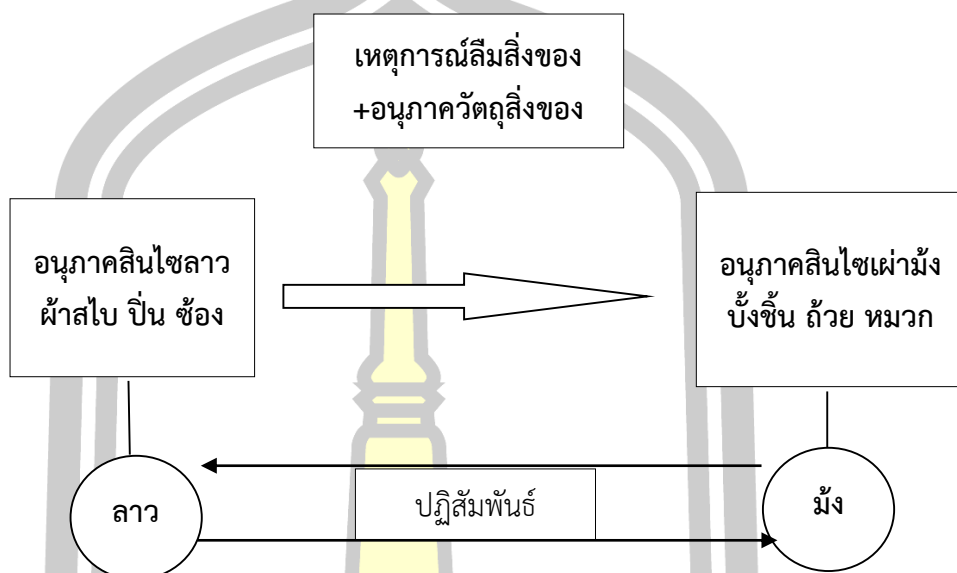 เหตุการณ์ลืมสิ่งของ
+อนุภาควัตถุสิ่งของ
อนุภาคสินไซลาว
ผ้าสไบ ปิ่น ซ้อง
อนุภาคสินไซเผ่าม้ง
บั้งชิ้น ถ้วย หมวก
ลาว
ปฏิสัมพันธ์
ม้ง